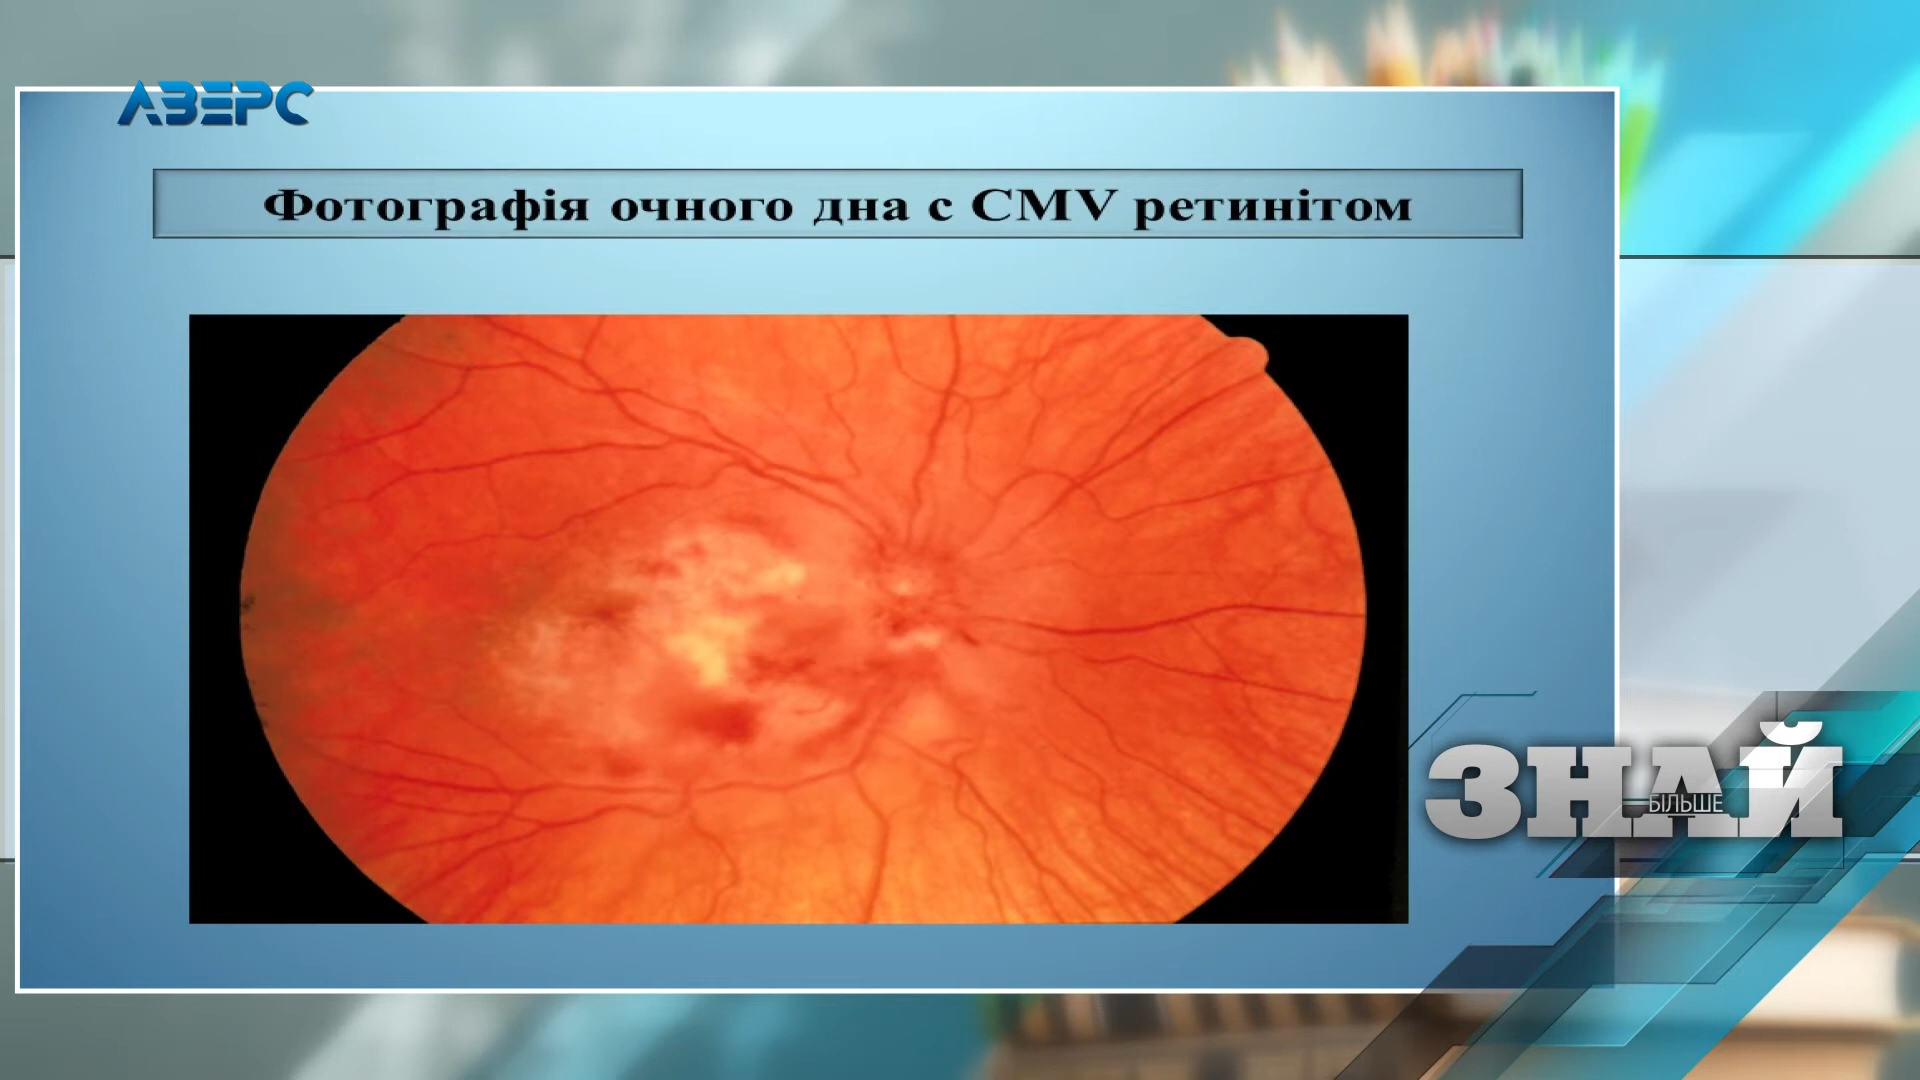 АВЕРС
Фотографія очного дна с CMV ретинітом
ЗНАЙ
БІЛЬШЕ